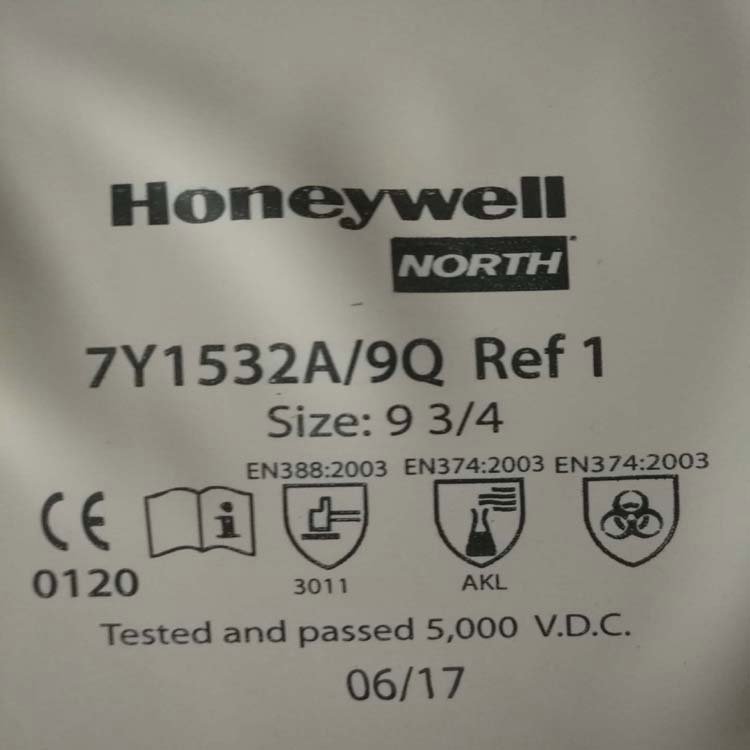 Honeywell
NORTH
7Y1532A/9Q Ref 1
Size: 9 3/4
EN388:2003 EN374:2003 EN374:2003
CE i
0120 3011 AKL
Tested and passed 5,000 V.D.C.
06/17